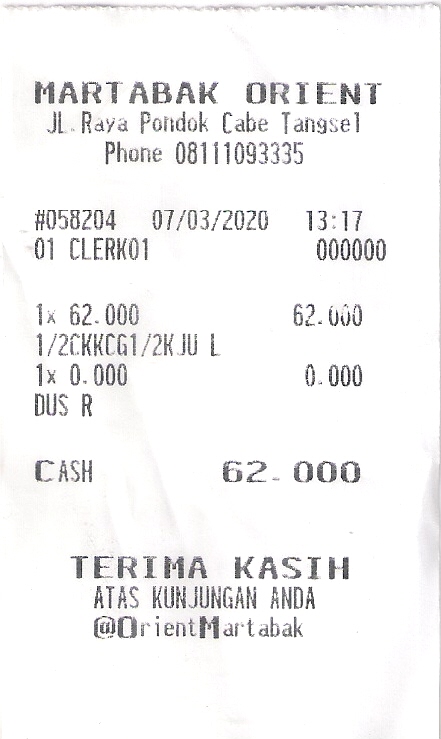 MARTABAK ORIENT
JL.Raya Pondok Cabe Tangsel
Phone 08111093335
#058204 07/03/2020 13:17
01 CLERK01 000000
1x 62.000 62.000
1/2CKKCG1/2KJU L
1x 0.000 0.000
DUS R
CASH 62.000
TERIMA KASIH
ATAS KUNJUNGAN ANDA
@OrientMartabak